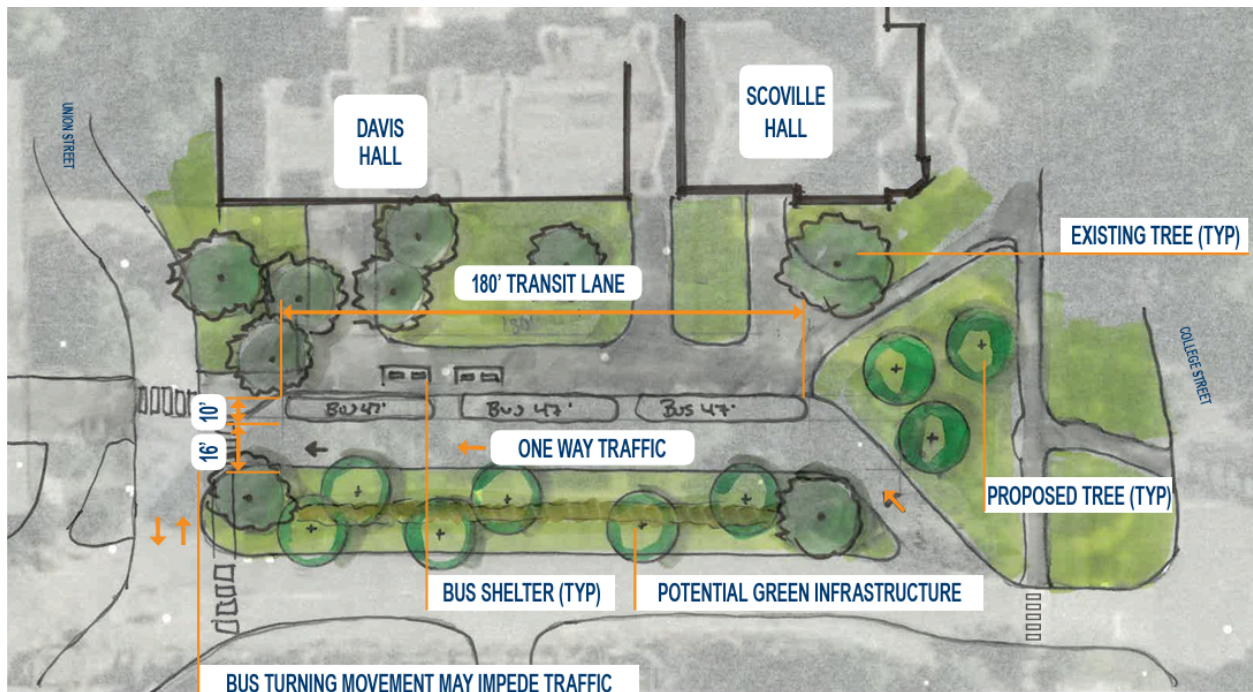 SCOVILLE
HALL
DAVIS
HALL
UNION STREET
EXISTING TREE (TYP)
180' TRANSIT LANE
COLLEGE STREET
10'
BUS 47'
BUS 47'
BUS 47'
16'
ONE WAY TRAFFIC
PROPOSED TREE (TYP)
BUS SHELTER (TYP)
POTENTIAL GREEN INFRASTRUCTURE
BUS TURNING MOVEMENT MAY IMPEDE TRAFFIC